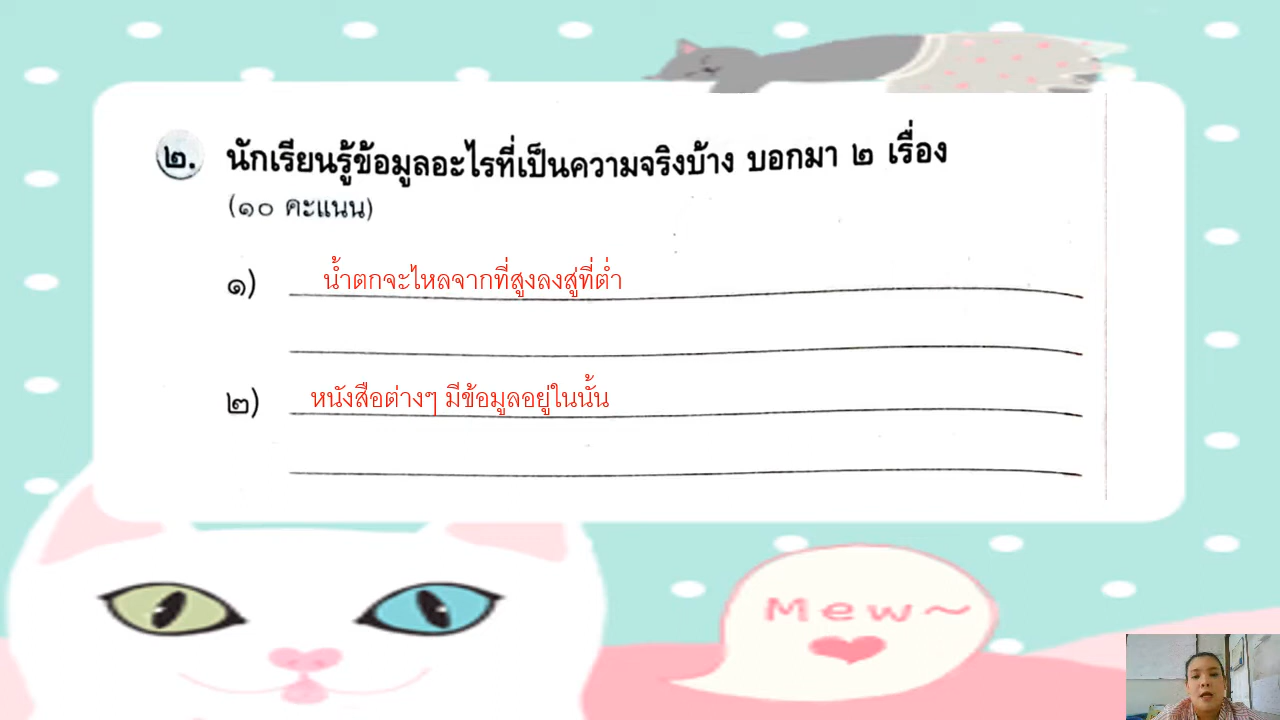 ๒. นักเรียนรู้ข้อมูลอะไรที่เป็นความจริงบ้าง บอกมา ๒ เรื่อง
(๑๐ คะแนน)
๑) น้ำตกจะไหลจากที่สูงลงสู่ที่ต่ำ
๒) หนังสือต่างๆ มีข้อมูลอยู่ในนั้น
Mew~